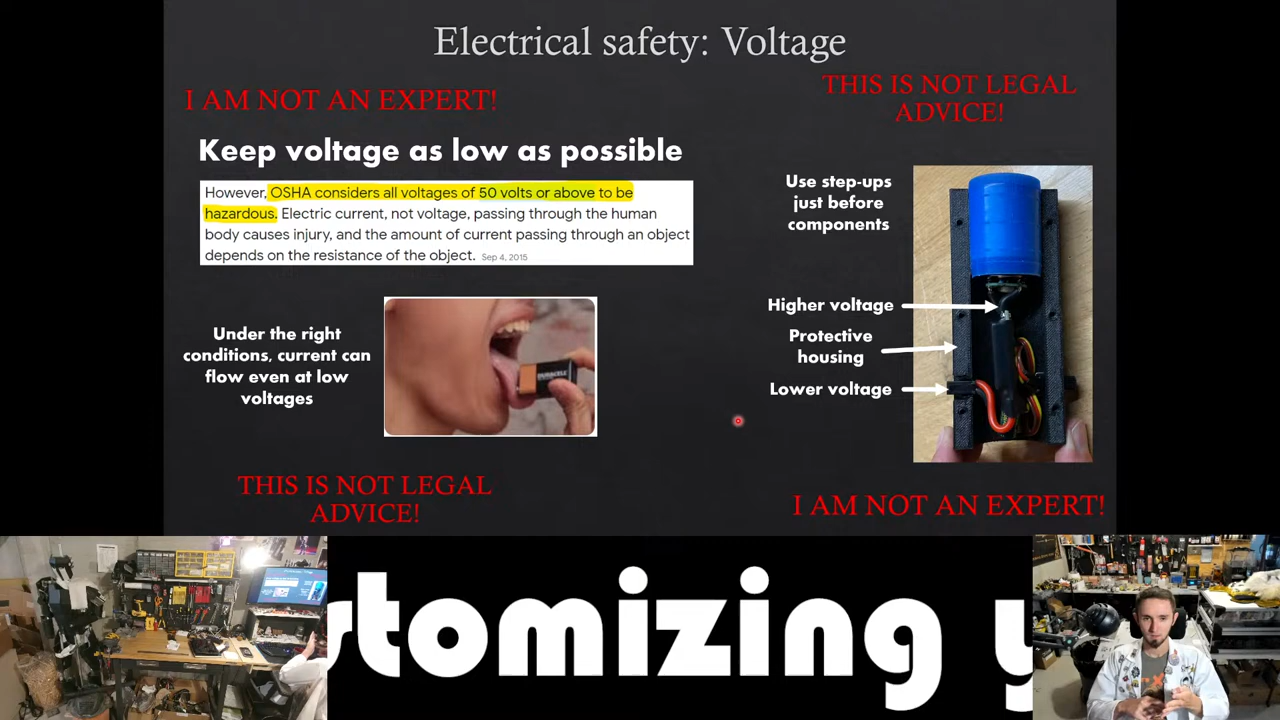 Electrical safety: Voltage
I AM NOT AN EXPERT!
THIS IS NOT LEGAL
ADVICE!
Keep voltage as low as possible
However, OSHA considers all voltages of 50 volts or above to be
hazardous. Electric current, not voltage, passing through the human
body causes injury, and the amount of current passing through an object
depends on the resistance of the object. Sep 4, 2015
Use step-ups
just before
components
Higher voltage
Protective
housing
Lower voltage
Under the right
conditions, current can
flow even at low
voltages
DURACELL
THIS IS NOT LEGAL
ADVICE!
I AM NOT AN EXPERT!
stomizing y